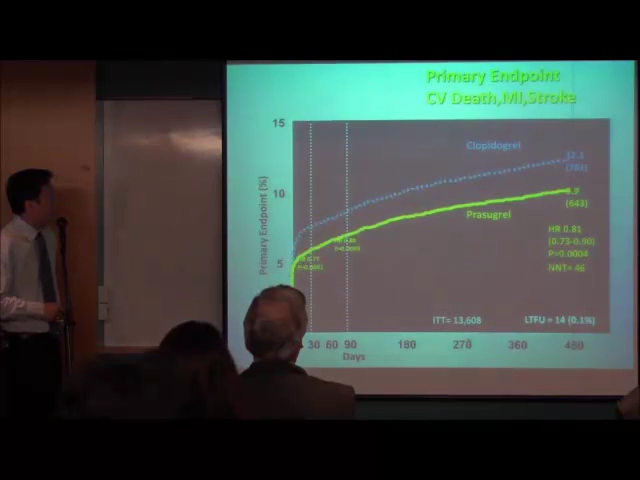 Primary Endpoint
CV Death,MI,Stroke
15
Clopidogrel
12.1
(781)
10
Primary Endpoint (%)
9.9
(643)
Prasugrel
HR 0.81
(0.73-0.90)
P=0.0004
NNT= 46
5
ITT= 13,608
LTFU = 14 (0.1%)
30 60 90 180 270 360 450
Days